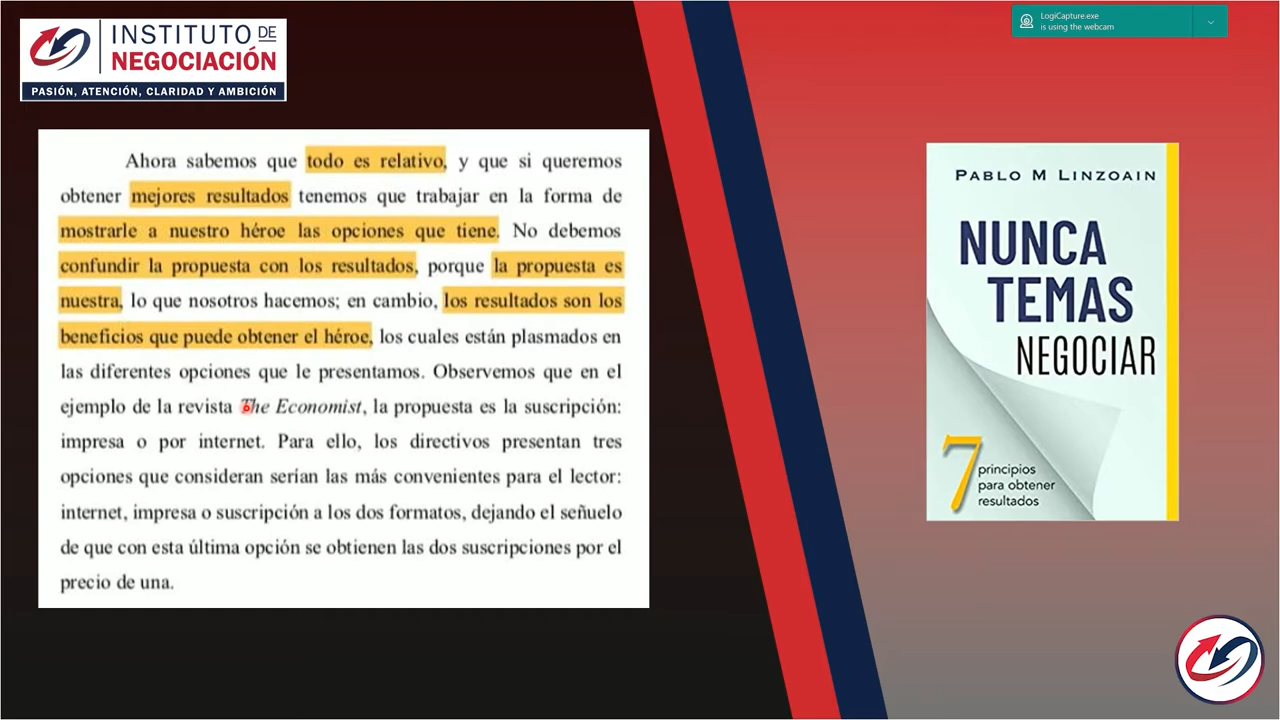 INSTITUTO DE
NEGOCIACIÓN
PASIÓN, ATENCIÓN, CLARIDAD Y AMBICIÓN
LogiCapture.exe
is using the webcam
Ahora sabemos que todo es relativo, y que si queremos
obtener mejores resultados tenemos que trabajar en la forma de
mostrarle a nuestro héroe las opciones que tiene. No debemos
confundir la propuesta con los resultados, porque la propuesta es
nuestra, lo que nosotros hacemos; en cambio, los resultados son los
beneficios que puede obtener el héroe, los cuales están plasmados en
las diferentes opciones que le presentamos. Observemos que en el
ejemplo de la revista The Economist, la propuesta es la suscripción:
impresa o por internet. Para ello, los directivos presentan tres
opciones que consideran serían las más convenientes para el lector:
internet, impresa o suscripción a los dos formatos, dejando el señuelo
de que con esta última opción se obtienen las dos suscripciones por el
precio de una.
PABLO M LINZOAIN
NUNCA
TEMAS
NEGOCIAR
7 principios
para obtener
resultados